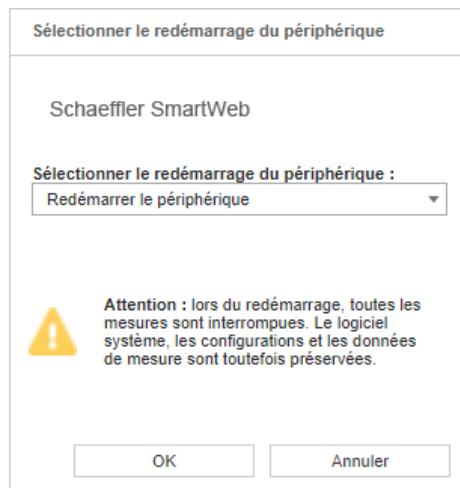 Sélectionner le redémarrage du périphérique
Schaeffler SmartWeb
Sélectionner le redémarrage du périphérique :
Redémarrer le périphérique
Attention : lors du redémarrage, toutes les
mesures sont interrompues. Le logiciel
système, les configurations et les données
de mesure sont toutefois préservées.
OK
Annuler